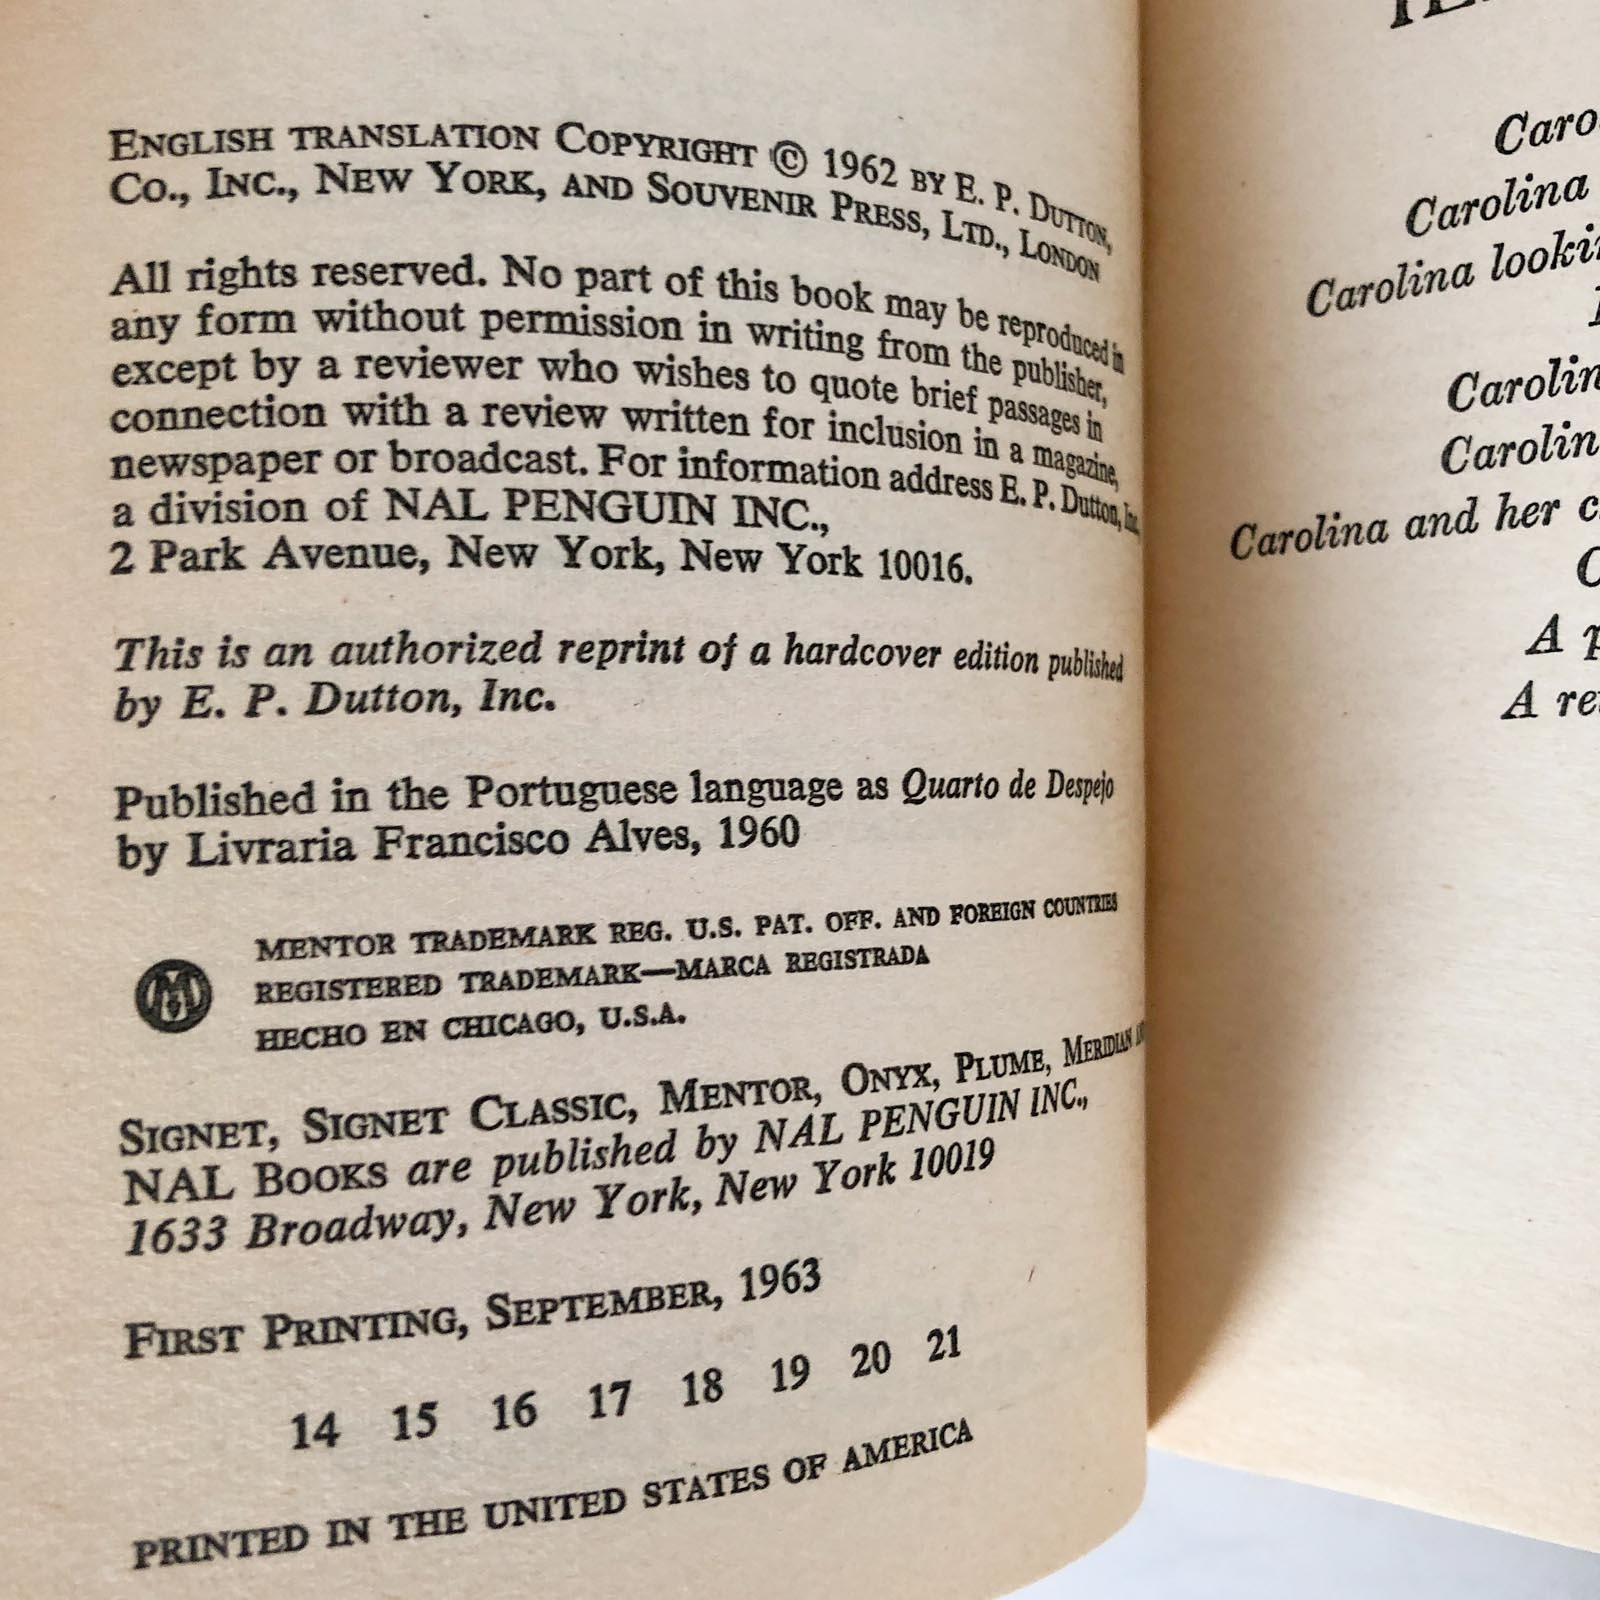 ENGLISH TRANSLATION COPYRIGHT © 1962 BY E. P. DUTTON,
CO., INC., NEW YORK, AND SOUVENIR PRESS, LTD., LONDON
All rights reserved. No part of this book may be reproduced in
any form without permission in writing from the publisher,
except by a reviewer who wishes to quote brief passages in
connection with a review written for inclusion in a magazine,
newspaper or broadcast. For information address E. P. Dutton, Inc.
a division of NAL PENGUIN INC.,
2 Park Avenue, New York, New York 10016.
This is an authorized reprint of a hardcover edition published
by E. P. Dutton, Inc.
Published in the Portuguese language as Quarto de Despejo
by Livraria Francisco Alves, 1960
M
MENTOR TRADEMARK REG. U.S. PAT. OFF. AND FOREIGN COUNTRIES
REGISTERED TRADEMARK—MARCA REGISTRADA
HECHO EN CHICAGO, U.S.A.
SIGNET, SIGNET CLASSIC, MENTOR, ONYX, PLUME, MERIDIAN
NAL BOOKS are published by NAL PENGUIN INC.,
1633 Broadway, New York, New York 10019
FIRST PRINTING, SEPTEMBER, 1963
14 15 16 17 18 19 20 21
PRINTED IN THE UNITED STATES OF AMERICA
Caro
Carolina
Carolina looki
Carolin
Carolin
Carolina and her c
C
A p
A re